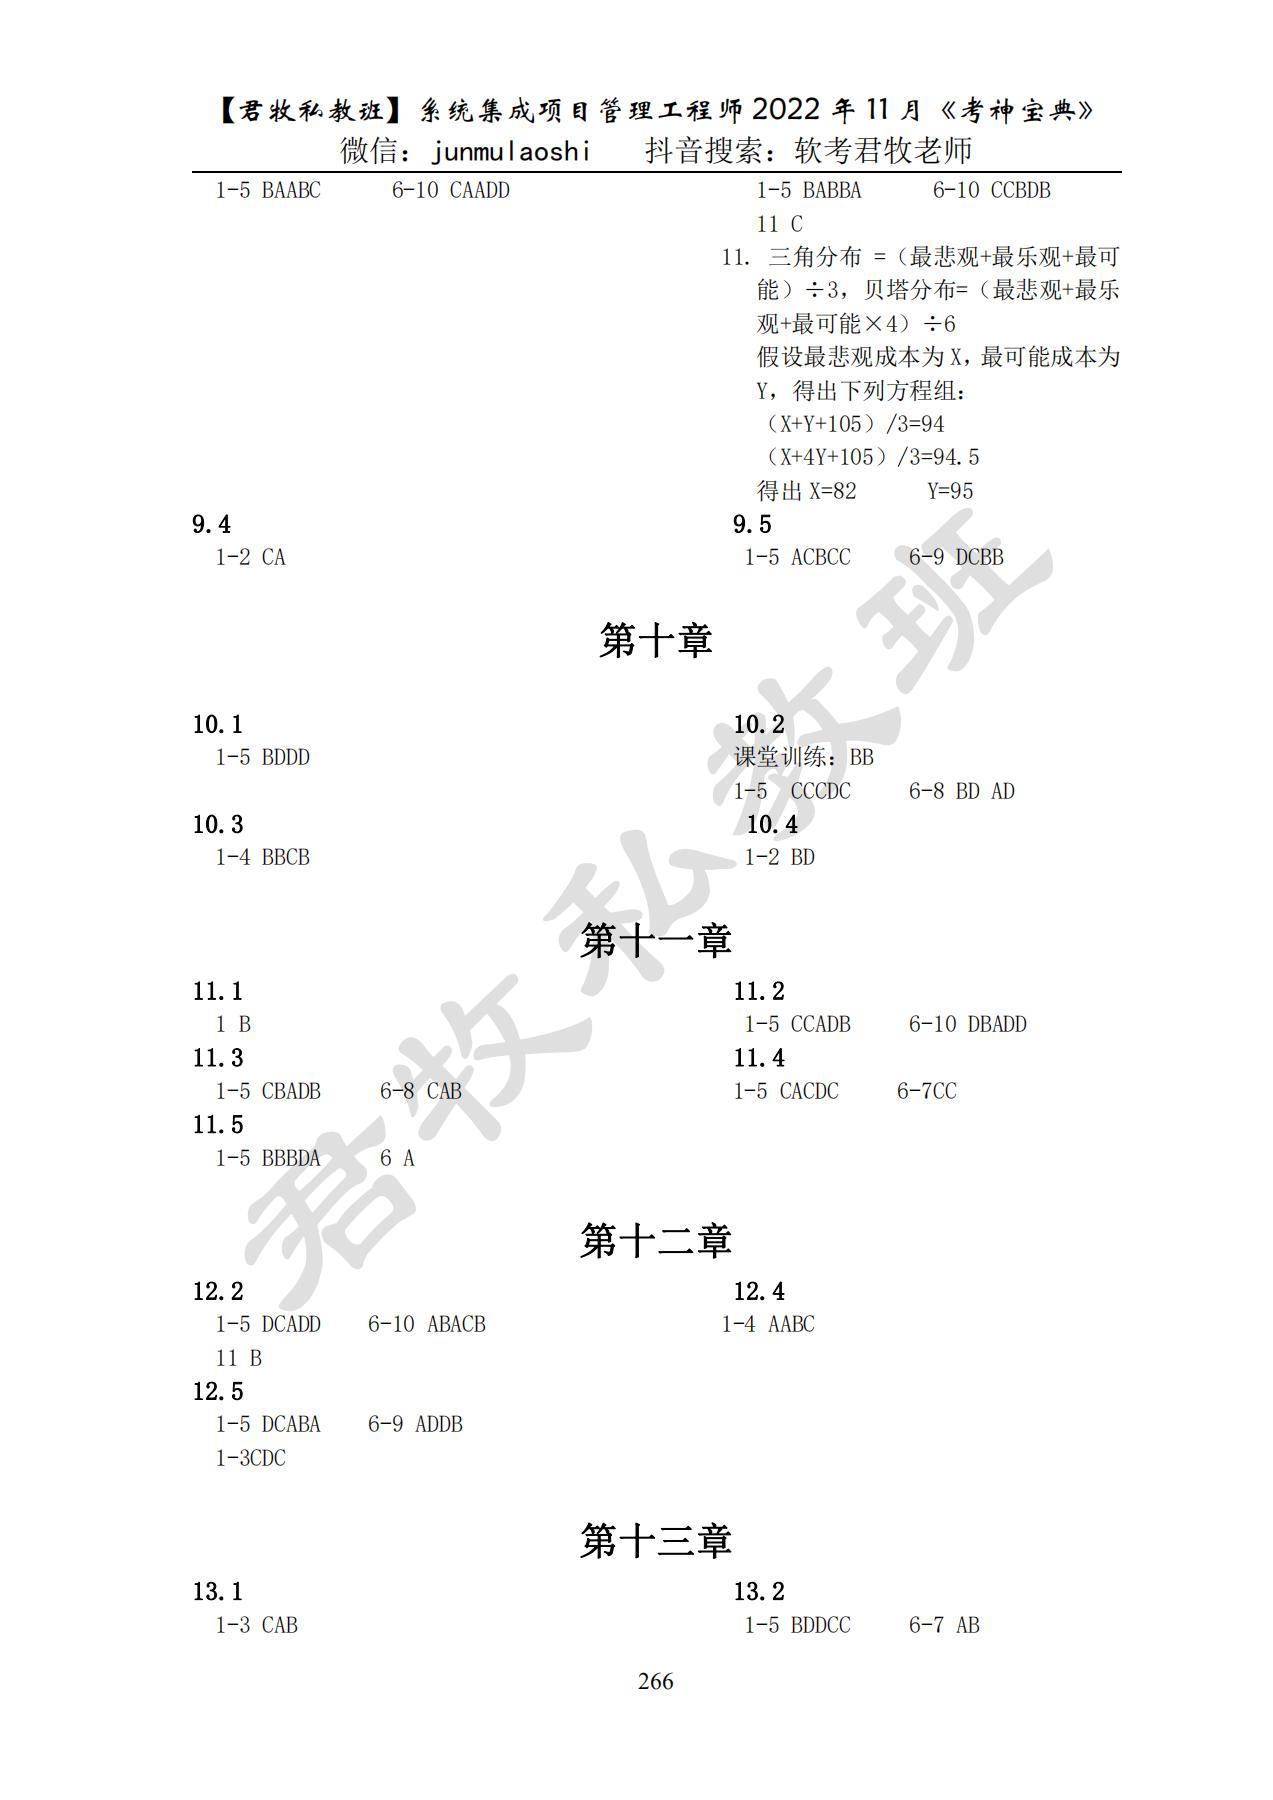 【君牧私教班】系统集成项目管理工程师 2022 年 11 月《考神宝典》
微信：junmulaoshi 抖音搜索：软考君牧老师
1-5 BAABC 6-10 CAADD
1-5 BABBA 6-10 CCBDB
11 C
11. 三角分布 =（最悲观+最乐观+最可
能）÷3，贝塔分布=（最悲观+最乐
观+最可能×4）÷6
假设最悲观成本为 X，最可能成本为
Y，得出下列方程组：
（X+Y+105）/3=94
（X+4Y+105）/3=94.5
得出 X=82 Y=95
9.4 9.5
1-2 CA 1-5 ACBCC 6-9 DCBB
第十章
10.1 10.2
1-5 BDDD 课堂训练：BB
1-5 CCCDC 6-8 BD AD
10.3 10.4
1-4 BBCB 1-2 BD
第十一章
11.1 11.2
1 B 1-5 CCADB 6-10 DBADD
11.3 11.4
1-5 CBADB 6-8 CAB 1-5 CACDC 6-7CC
11.5
1-5 BBBDA 6 A
第十二章
12.2 12.4
1-5 DCADD 6-10 ABACB 1-4 AABC
11 B
12.5
1-5 DCABA 6-9 ADDB
1-3CDC
第十三章
13.1 13.2
1-3 CAB 1-5 BDDCC 6-7 AB
266
君牧私教班